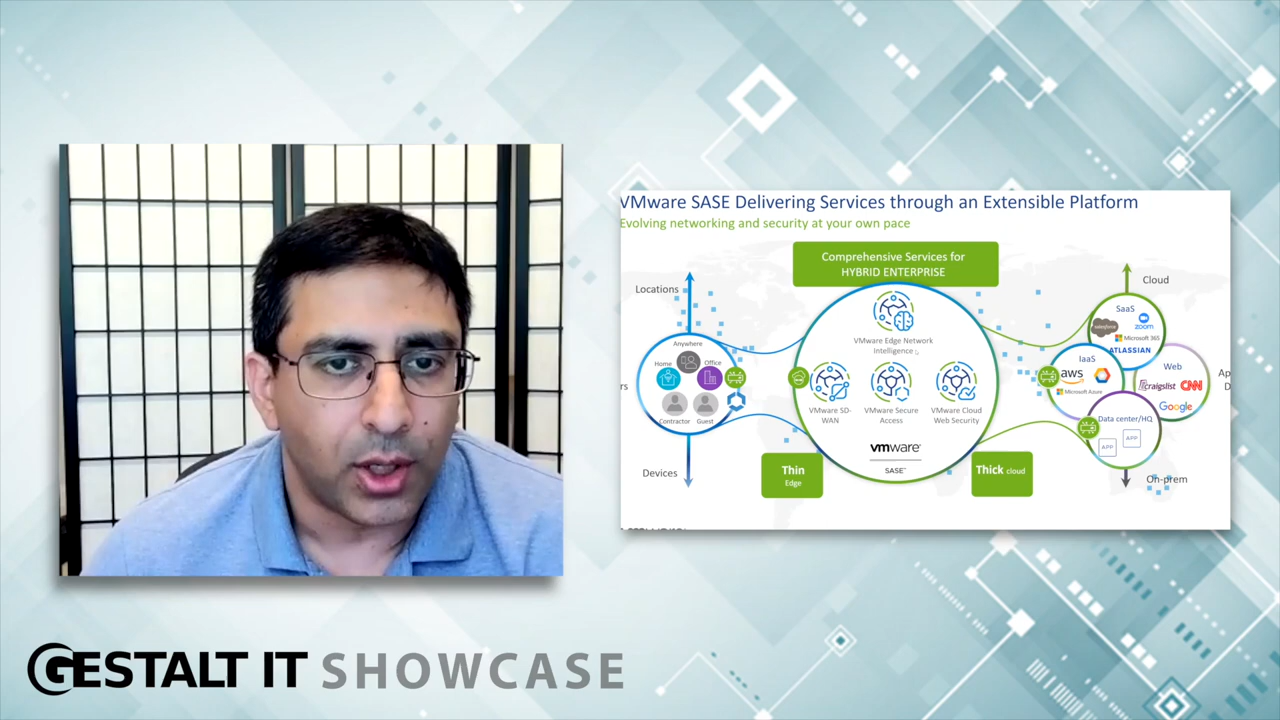 VMware SASE Delivering Services through an Extensible Platform
Evolving networking and security at your own pace
Comprehensive Services for
HYBRID ENTERPRISE
Locations
Anywhere
Home
Office
Contractor
Guest
Devices
VMware Edge Network
Intelligence
VMware SD-
WAN
VMware Secure
Access
VMware Cloud
Web Security
vmware®
SASE™
Thin
Edge
Thick cloud
Cloud
SaaS
salesforce
zoom
Microsoft 365
ATLASSIAN
IaaS
aws
Microsoft Azure
Web
craigslist
CNN
Google
Data center/HQ
APP
APP
On-prem
GESTALT IT SHOWCASE